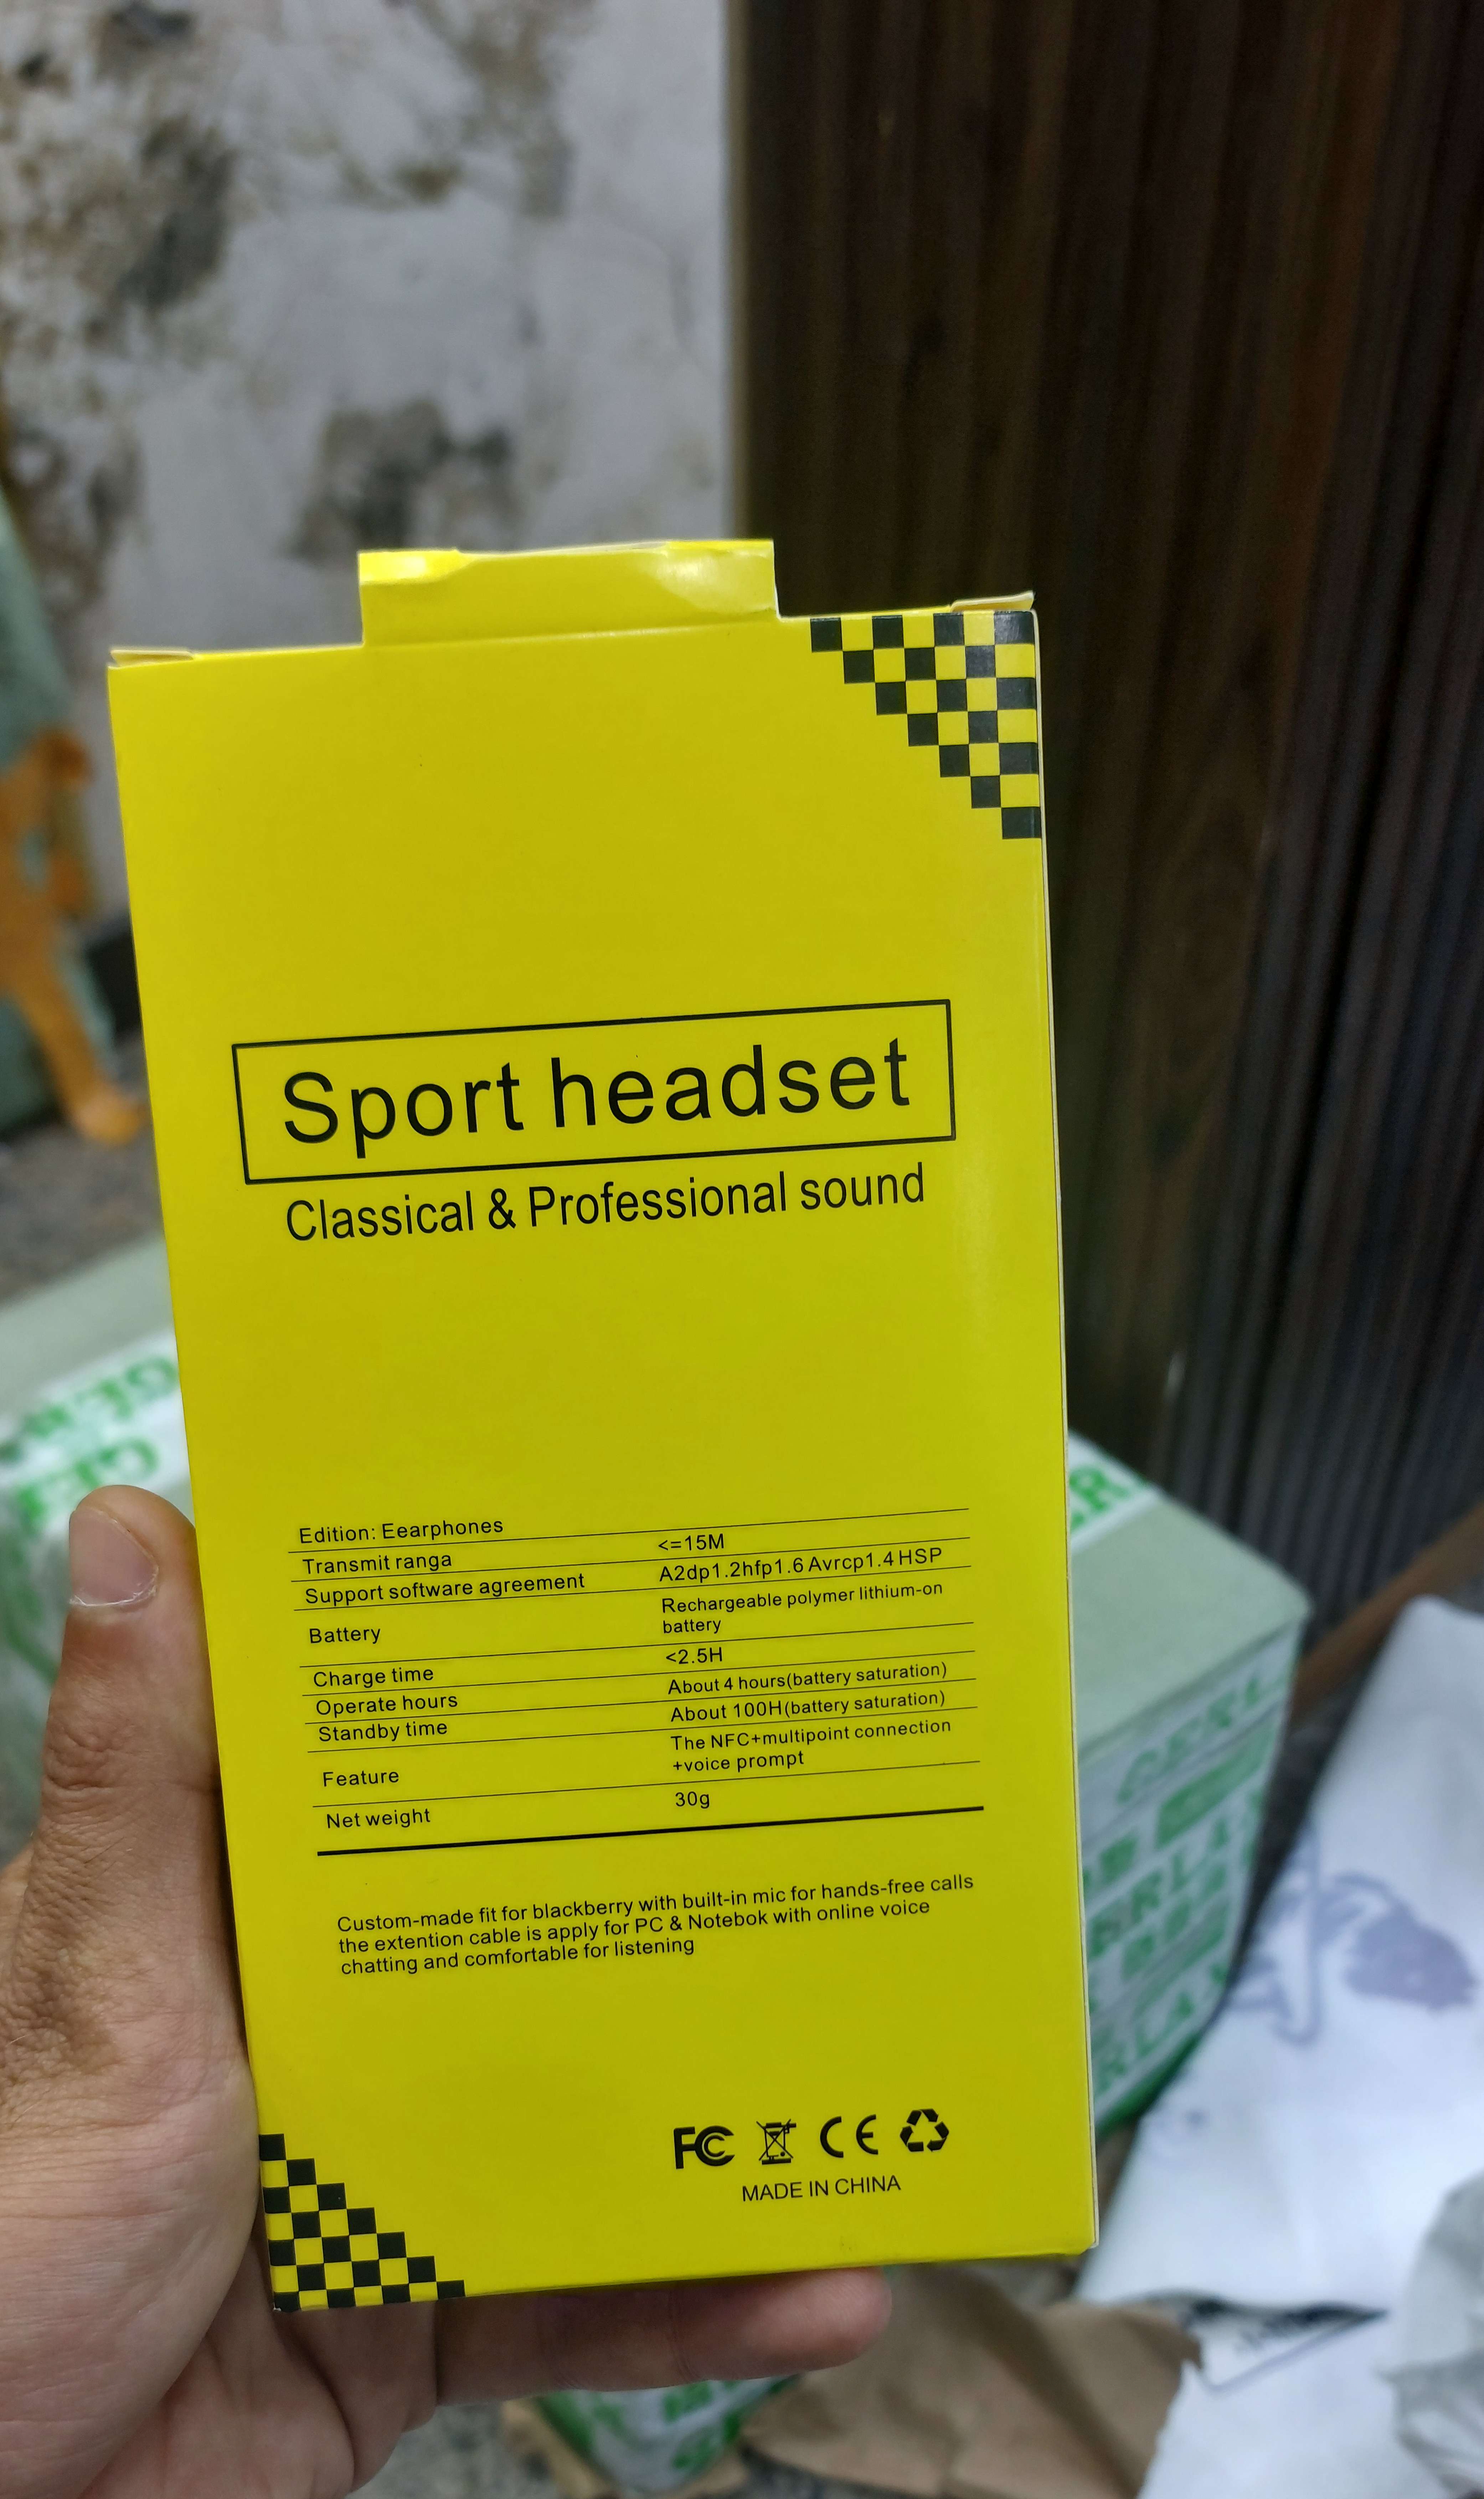 Sport headset
Classical & Professional sound
Edition: Eearphones
Transmit ranga <=15M
Support software agreement A2dp1.2hfp1.6 Avrcp1.4 HSP
Battery Rechargeable polymer lithium-on
battery
Charge time <2.5H
Operate hours About 4 hours(battery saturation)
Standby time About 100H(battery saturation)
Feature The NFC+multipoint connection
+voice prompt
Net weight 30g
Custom-made fit for blackberry with built-in mic for hands-free calls
the extention cable is apply for PC & Notebok with online voice
chatting and comfortable for listening
FC CE
MADE IN CHINA